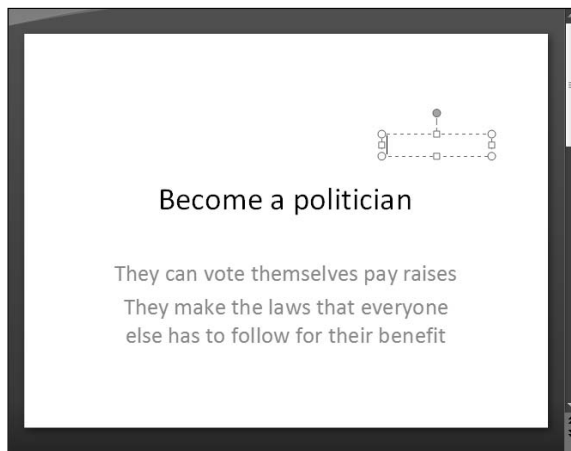 Become a politician
They can vote themselves pay raises
They make the laws that everyone
else has to follow for their benefit